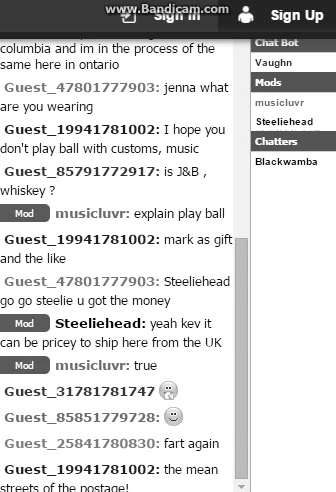 www.Bandicam.com
Sign In
Sign Up
columbia and im in the process of the
same here in ontario
Guest_47801777903: jenna what
are you wearing
Guest_19941781002: I hope you
don't play ball with customs, music
Guest_85791772917: is J&B ,
whiskey ?
Mod musicluvr: explain play ball
Guest_19941781002: mark as gift
and the like
Guest_47801777903: Steeliehead
go go steelie u got the money
Mod Steeliehead: yeah kev it
can be pricey to ship here from the UK
Mod musicluvr: true
Guest_31781781747
Guest_85851779728:
Guest_25841780830: fart again
Guest_19941781002: the mean
streets of the postage!
Chat Bot
Vaughn
Mods
musicluvr
Steeliehead
Chatters
Blackwamba